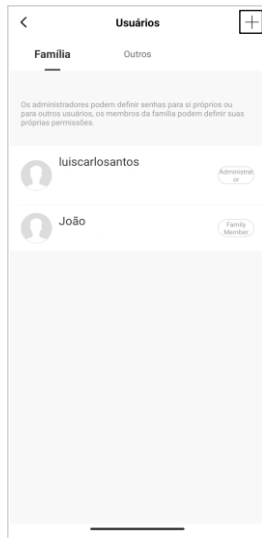 Usuários
Família
Outros
Os administradores podem definir senhas para si próprios ou
para outros usuários, os membros da família podem definir suas
próprias permissões.
luiscarlosantos
Administrat
or
João
Family
Member